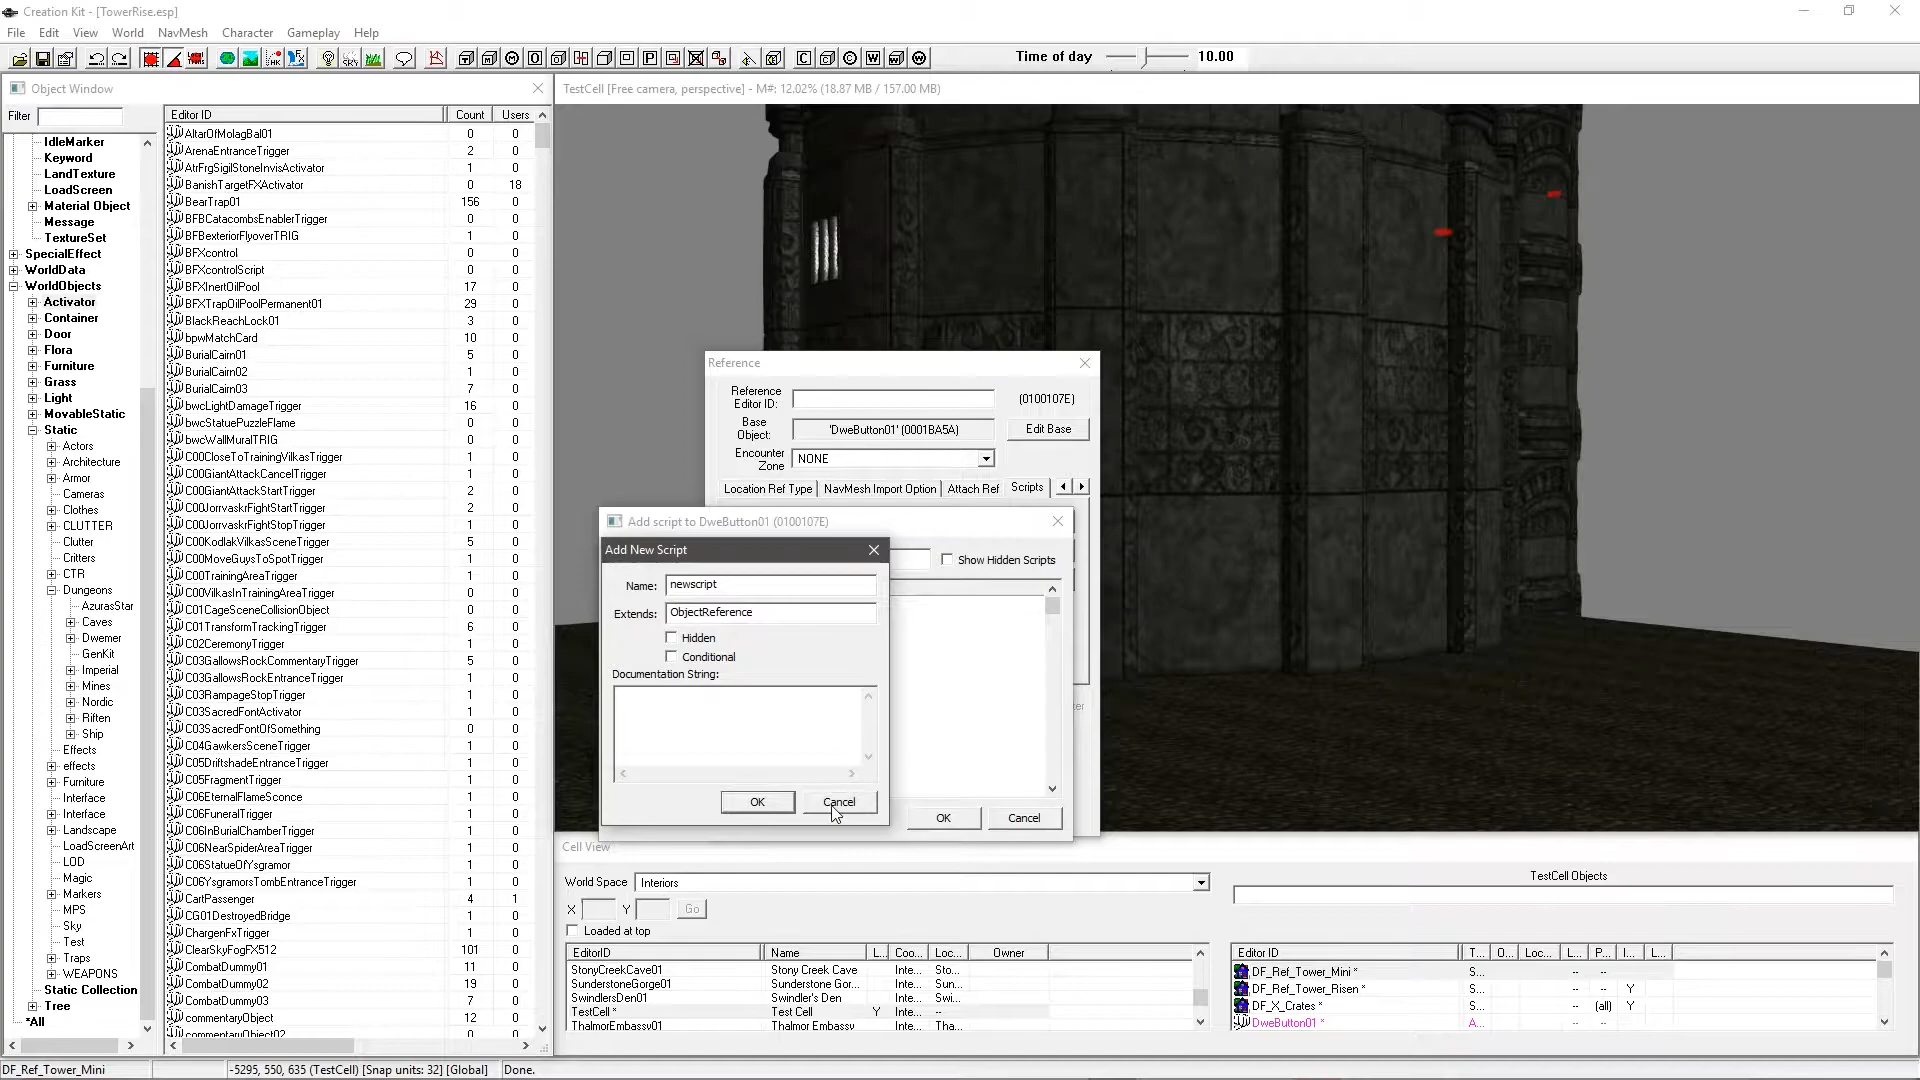 Creation Kit - [TowerRise.esp]
File Edit View World NavMesh Character Gameplay Help
Time of day 10.00
Object Window
TestCell [Free camera, perspective] - M#: 12.02% (18.87 MB / 157.00 MB)
Filter
IdleMarker
Keyword
LandTexture
LoadScreen
Material Object
Message
TextureSet
SpecialEffect
WorldData
WorldObjects
Activator
Container
Door
Flora
Furniture
Grass
Light
MovableStatic
Static
Actors
Architecture
Armor
Cameras
Clothes
CLUTTER
Clutter
Critters
CTR
Dungeons
AzurasStar
Caves
Dwemer
GenKit
Imperial
Mines
Nordic
Riften
Ship
Effects
effects
Furniture
Interface
Interface
Landscape
LoadScreenArt
LOD
Magic
Markers
MPS
Sky
Test
Traps
WEAPONS
Static Collection
Tree
*All
Editor ID Count Users
AltarOfMolagBal01 0 0
ArenaEntranceTrigger 2 0
AtrFrgSigilStoneInvisActivator 1 0
BanishTargetFXActivator 0 18
BearTrap01 156 0
BFBCatacombsEnablerTrigger 0 0
BFBexteriorFlyoverTRIG 1 0
BFXcontrol 0 0
BFXcontrolScript 0 0
BFXInertOilPool 17 0
BFXTrapOilPoolPermanent01 29 0
BlackReachLock01 3 0
bpwMatchCard 10 0
BurialCairn01 5 0
BurialCairn02 1 0
BurialCairn03 7 0
bwcLightDamageTrigger 16 0
bwcStatuePuzzleFlame 0 0
bwcWallMuralTRIG 0 0
C00CloseToTrainingVilkasTrigger 1 0
C00GiantAttackCancelTrigger 1 0
C00GiantAttackStartTrigger 2 0
C00JorrvaskrFightStartTrigger 2 0
C00JorrvaskrFightStopTrigger 1 0
C00KodlakVilkasSceneTrigger 5 0
C00MoveGuysToSpotTrigger 1 0
C00TrainingAreaTrigger 1 0
C00VilkasInTrainingAreaTrigger 0 0
C01CageSceneCollisionObject 0 0
C01TransformTrackingTrigger 6 0
C02CeremonyTrigger 1 0
C03GallowsRockCommentaryTrigger 5 0
C03GallowsRockEntranceTrigger 1 0
C03RampageStopTrigger 1 0
C03SacredFontActivator 1 0
C03SacredFontOfSomething 0 0
C04GawkersSceneTrigger 1 0
C05DriftshadeEntranceTrigger 1 0
C05FragmentTrigger 1 0
C06EternalFlameSconce 1 0
C06FuneralTrigger 1 0
C06InBurialChamberTrigger 1 0
C06NearSpiderAreaTrigger 1 0
C06StatueOfYsgramor 1 0
C06YsgramorsTombEntranceTrigger 1 0
CartPassenger 4 1
CG01DestroyedBridge 1 0
ChargenFxTrigger 1 0
ClearSkyFogFX512 101 0
CombatDummy01 11 0
CombatDummy02 19 0
CombatDummy03 7 0
commentaryObject 12 0
commentaryObject02 0 0
Reference
Reference
Editor ID:
(0100107E)
Base
Object:
'DweButton01' (0001BA5A)
Edit Base
Encounter
Zone
NONE
Location Ref Type NavMesh Import Option Attach Ref Scripts
Add script to DweButton01 (0100107E)
Show Hidden Scripts
Add New Script
Name: newscript
Extends: ObjectReference
Hidden
Conditional
Documentation String:
OK Cancel
OK Cancel
Cell View
World Space Interiors
X Y Go
Loaded at top
EditorID Name L... Coo... Loc... Owner
StonyCreekCave01 Stony Creek Cave Inte... Sto...
SunderstoneGorge01 Sunderstone Gor... Inte... Sun...
SwindlersDen01 Swindler's Den Inte... Swi...
TestCell * Test Cell Y Inte... --
ThalmorEmbassy01 Thalmor Embassy Inte... Tha...
TestCell Objects
Editor ID T... O... Loc... L... P... I... L...
DF_Ref_Tower_Mini * S... -- --
DF_Ref_Tower_Risen * S... -- -- Y
DF_X_Crates * S... -- (all) Y
DweButton01 * A... -- --
DF_Ref_Tower_Mini
-5295, 550, 635 (TestCell) [Snap units: 32] [Global]
Done.